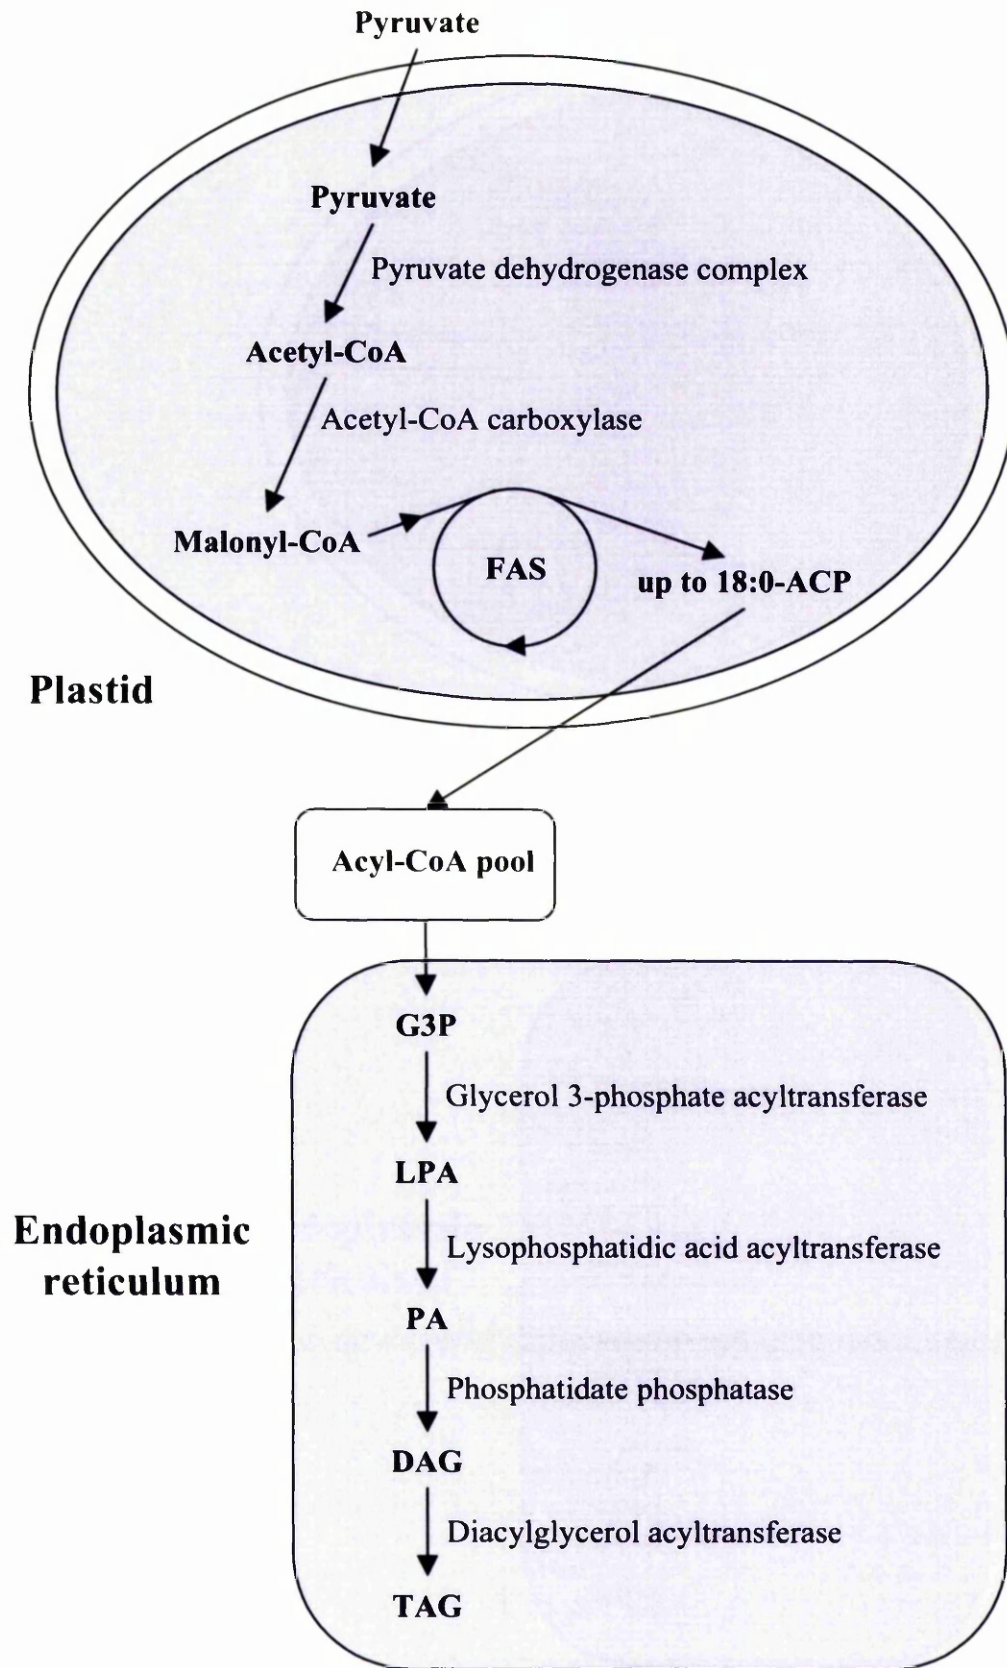 Pyruvate
Pyruvate
Pyruvate dehydrogenase complex
Acetyl-CoA
Acetyl-CoA carboxylase
Malonyl-CoA
FAS
up to 18:0-ACP
Plastid
Acyl-CoA pool
G3P
Glycerol 3-phosphate acyltransferase
LPA
Endoplasmic
reticulum
Lysophosphatidic acid acyltransferase
PA
Phosphatidate phosphatase
DAG
Diacylglycerol acyltransferase
TAG